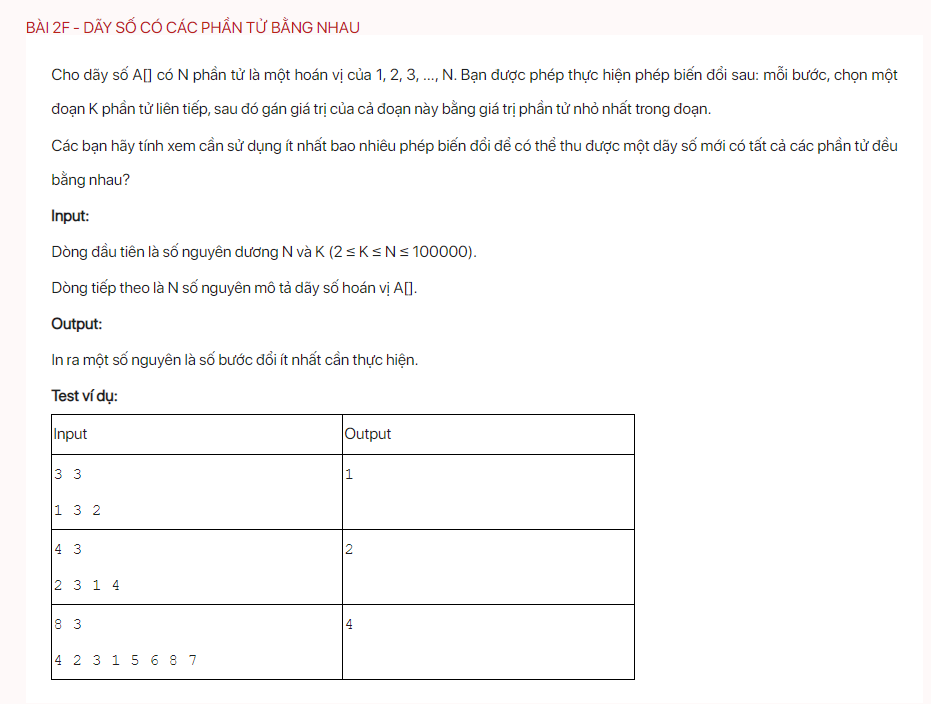 BÀI 2F - DÃY SỐ CÓ CÁC PHẦN TỬ BẰNG NHAU
Cho dãy số A[] có N phần tử là một hoán vị của 1, 2, 3, ..., N. Bạn được phép thực hiện phép biến đổi sau: mỗi bước, chọn một
đoạn K phần tử liên tiếp, sau đó gán giá trị của cả đoạn này bằng giá trị phần tử nhỏ nhất trong đoạn.
Các bạn hãy tính xem cần sử dụng ít nhất bao nhiêu phép biến đổi để có thể thu được một dãy số mới có tất cả các phần tử đều
bằng nhau?
Input:
Dòng đầu tiên là số nguyên dương N và K (2 ≤ K ≤ N ≤ 100000).
Dòng tiếp theo là N số nguyên mô tả dãy số hoán vị A[].
Output:
In ra một số nguyên là số bước đổi ít nhất cần thực hiện.
Test ví dụ:
Input Output
3 3 1
1 3 2
4 3 2
2 3 1 4
8 3 4
4 2 3 1 5 6 8 7